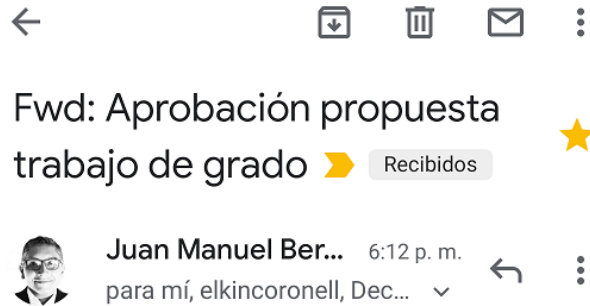 Fwd: Aprobación propuesta
trabajo de grado Recibidos
Juan Manuel Ber... 6:12 p. m.
para mí, elkincoronell, Dec...